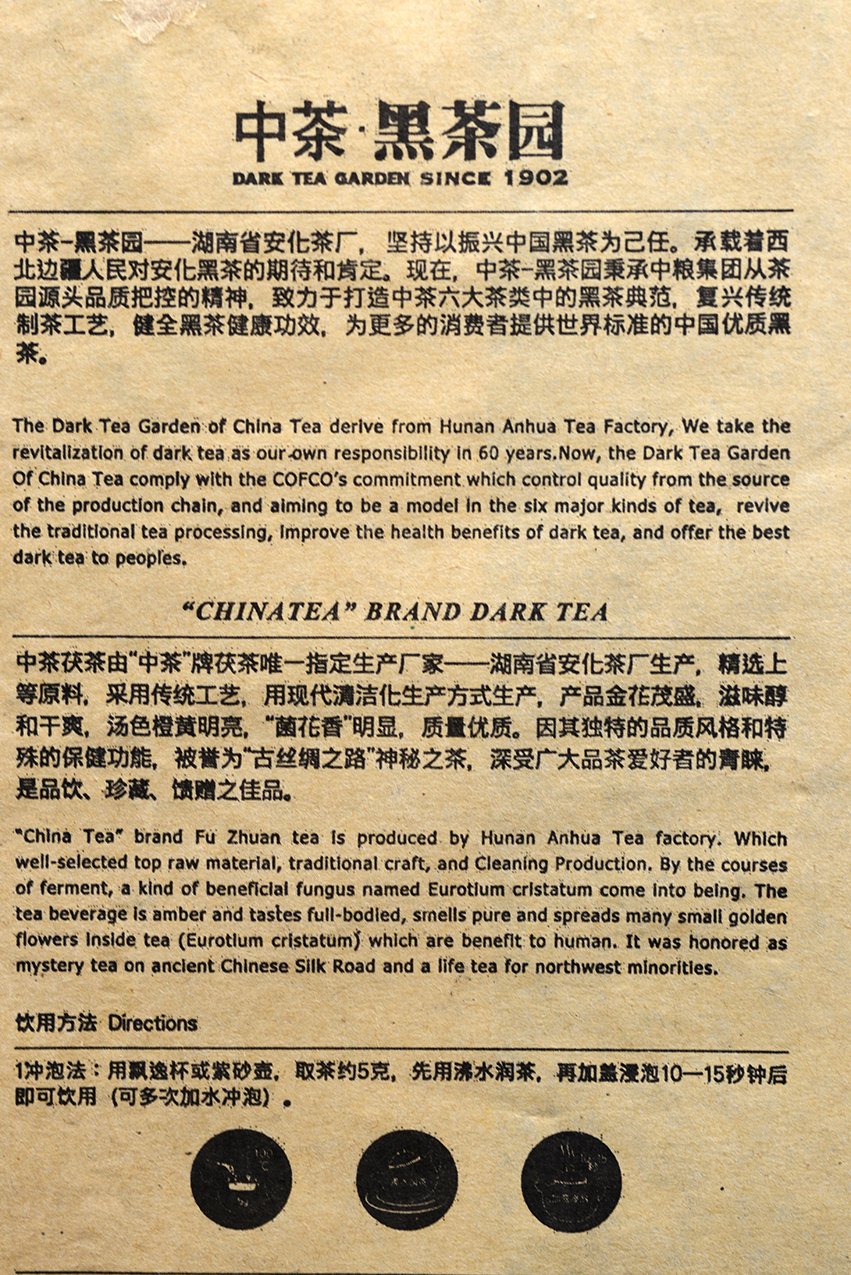 中茶·黑茶园
DARK TEA GARDEN SINCE 1902
中茶-黑茶园——湖南省安化茶厂，坚持以振兴中国黑茶为己任。承载着西
北边疆人民对安化黑茶的期待和肯定。现在，中茶-黑茶园秉承中粮集团从茶
园源头品质把控的精神，致力于打造中茶六大茶类中的黑茶典范，复兴传统
制茶工艺，健全黑茶健康功效，为更多的消费者提供世界标准的中国优质黑
茶。
The Dark Tea Garden of China Tea derive from Hunan Anhua Tea Factory, We take the
revitalization of dark tea as our own responsibility in 60 years.Now, the Dark Tea Garden
Of China Tea comply with the COFCO's commitment which control quality from the source
of the production chain, and aiming to be a model in the six major kinds of tea, revive
the traditional tea processing, improve the health benefits of dark tea, and offer the best
dark tea to peoples.
“CHINATEA” BRAND DARK TEA
中茶茯茶由“中茶”牌茯茶唯一指定生产厂家——湖南省安化茶厂生产，精选上
等原料，采用传统工艺，用现代清洁化生产方式生产，产品金花茂盛，滋味醇
和干爽，汤色橙黄明亮，“菌花香”明显，质量优质。因其独特的品质风格和特
殊的保健功能，被誉为“古丝绸之路”神秘之茶，深受广大品茶爱好者的青睐，
是品饮、珍藏、馈赠之佳品。
“China Tea” brand Fu Zhuan tea is produced by Hunan Anhua Tea factory. Which
well-selected top raw material, traditional craft, and Cleaning Production. By the courses
of ferment, a kind of beneficial fungus named Eurotium cristatum come into being. The
tea beverage is amber and tastes full-bodied, smells pure and spreads many small golden
flowers inside tea (Eurotium cristatum) which are benefit to human. It was honored as
mystery tea on ancient Chinese Silk Road and a life tea for northwest minorities.
饮用方法 Directions
1冲泡法：用飘逸杯或紫砂壶，取茶约5克，先用沸水润茶，再加盖浸泡10—15秒钟后
即可饮用（可多次加水冲泡）。